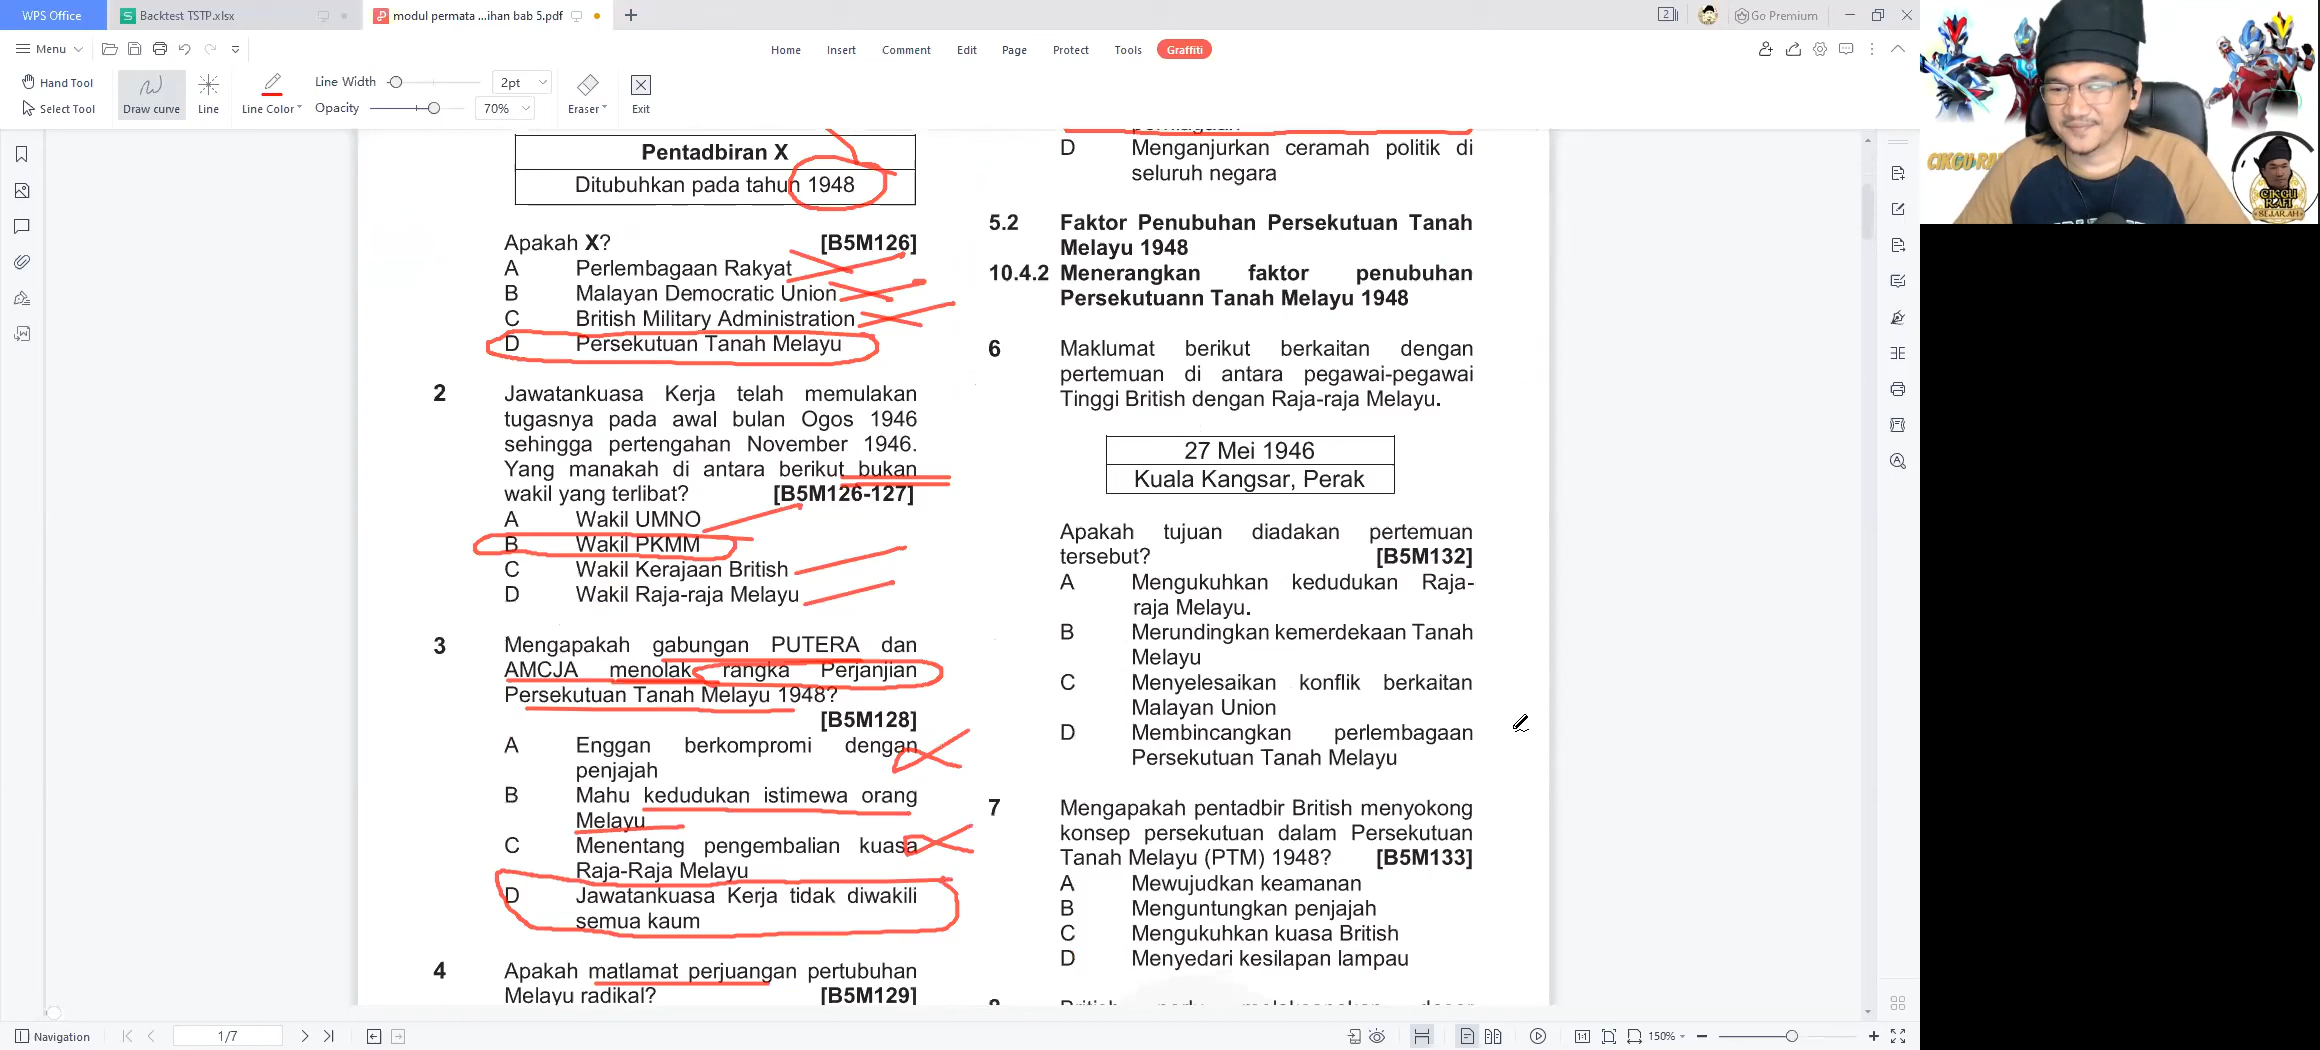 WPS Office
Backtest TSTP.xlsx
modul permata ...ihan bab 5.pdf
Go Premium
Menu
Home
Insert
Comment
Edit
Page
Protect
Tools
Graffiti
Hand Tool
Select Tool
Draw curve
Line
Line Color
Line Width
2pt
Opacity
70%
Eraser
Exit
Pentadbiran X
Ditubuhkan pada tahun 1948
Apakah X? [B5M126]
A Perlembagaan Rakyat
B Malayan Democratic Union
C British Military Administration
D Persekutuan Tanah Melayu
2 Jawatankuasa Kerja telah memulakan
tugasnya pada awal bulan Ogos 1946
sehingga pertengahan November 1946.
Yang manakah di antara berikut bukan
wakil yang terlibat? [B5M126-127]
A Wakil UMNO
B Wakil PKMM
C Wakil Kerajaan British
D Wakil Raja-raja Melayu
3 Mengapakah gabungan PUTERA dan
AMCJA menolak rangka Perjanjian
Persekutuan Tanah Melayu 1948?
[B5M128]
A Enggan berkompromi dengan
penjajah
B Mahu kedudukan istimewa orang
Melayu
C Menentang pengembalian kuasa
Raja-Raja Melayu
D Jawatankuasa Kerja tidak diwakili
semua kaum
4 Apakah matlamat perjuangan pertubuhan
Melayu radikal? [B5M129]
D Menganjurkan ceramah politik di
seluruh negara
5.2 Faktor Penubuhan Persekutuan Tanah
Melayu 1948
10.4.2 Menerangkan faktor penubuhan
Persekutuann Tanah Melayu 1948
6 Maklumat berikut berkaitan dengan
pertemuan di antara pegawai-pegawai
Tinggi British dengan Raja-raja Melayu.
27 Mei 1946
Kuala Kangsar, Perak
Apakah tujuan diadakan pertemuan
tersebut? [B5M132]
A Mengukuhkan kedudukan Raja-
raja Melayu.
B Merundingkan kemerdekaan Tanah
Melayu
C Menyelesaikan konflik berkaitan
Malayan Union
D Membincangkan perlembagaan
Persekutuan Tanah Melayu
7 Mengapakah pentadbir British menyokong
konsep persekutuan dalam Persekutuan
Tanah Melayu (PTM) 1948? [B5M133]
A Mewujudkan keamanan
B Menguntungkan penjajah
C Mengukuhkan kuasa British
D Menyedari kesilapan lampau
CIKGU RA
CIKGU
RAFI
SEJARAH
Navigation
1/7
150%